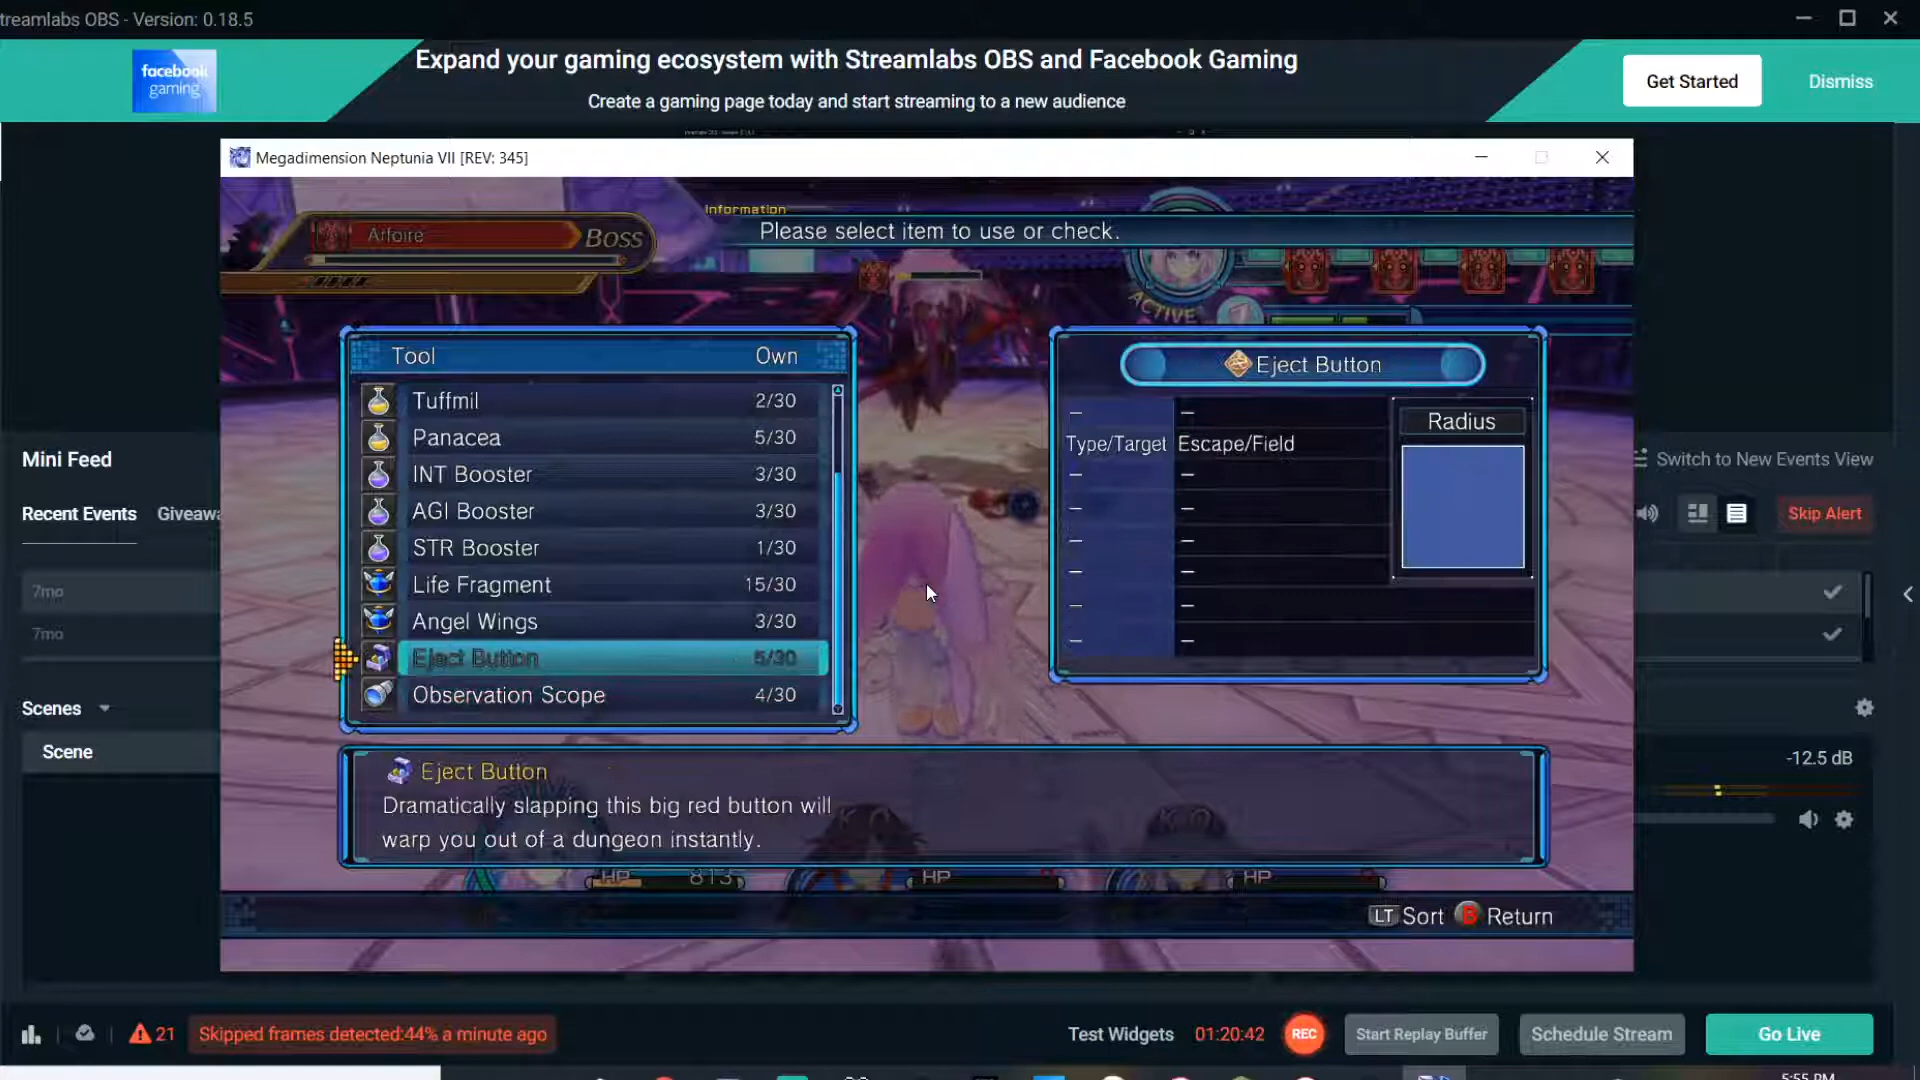 treamlabs OBS - Version: 0.18.5
facebook
gaming
Expand your gaming ecosystem with Streamlabs OBS and Facebook Gaming
Create a gaming page today and start streaming to a new audience
Get Started
Dismiss
Megadimension Neptunia VII [REV: 345]
Information
Please select item to use or check.
Arfoire
Boss
ACTIVE
Tool Own
Tuffmil 2/30
Panacea 5/30
INT Booster 3/30
AGI Booster 3/30
STR Booster 1/30
Life Fragment 15/30
Angel Wings 3/30
Eject Button 5/30
Observation Scope 4/30
Eject Button
Radius
Type/Target Escape/Field
Eject Button
Dramatically slapping this big red button will
warp you out of a dungeon instantly.
K.O
K.O
HP 813
HP
HP
LT Sort B Return
Mini Feed
Recent Events Giveawa
7mo
7mo
Switch to New Events View
Skip Alert
Scenes
Scene
-12.5 dB
21
Skipped frames detected:44% a minute ago
Test Widgets
01:20:42
REC
Start Replay Buffer
Schedule Stream
Go Live
5:55 PM